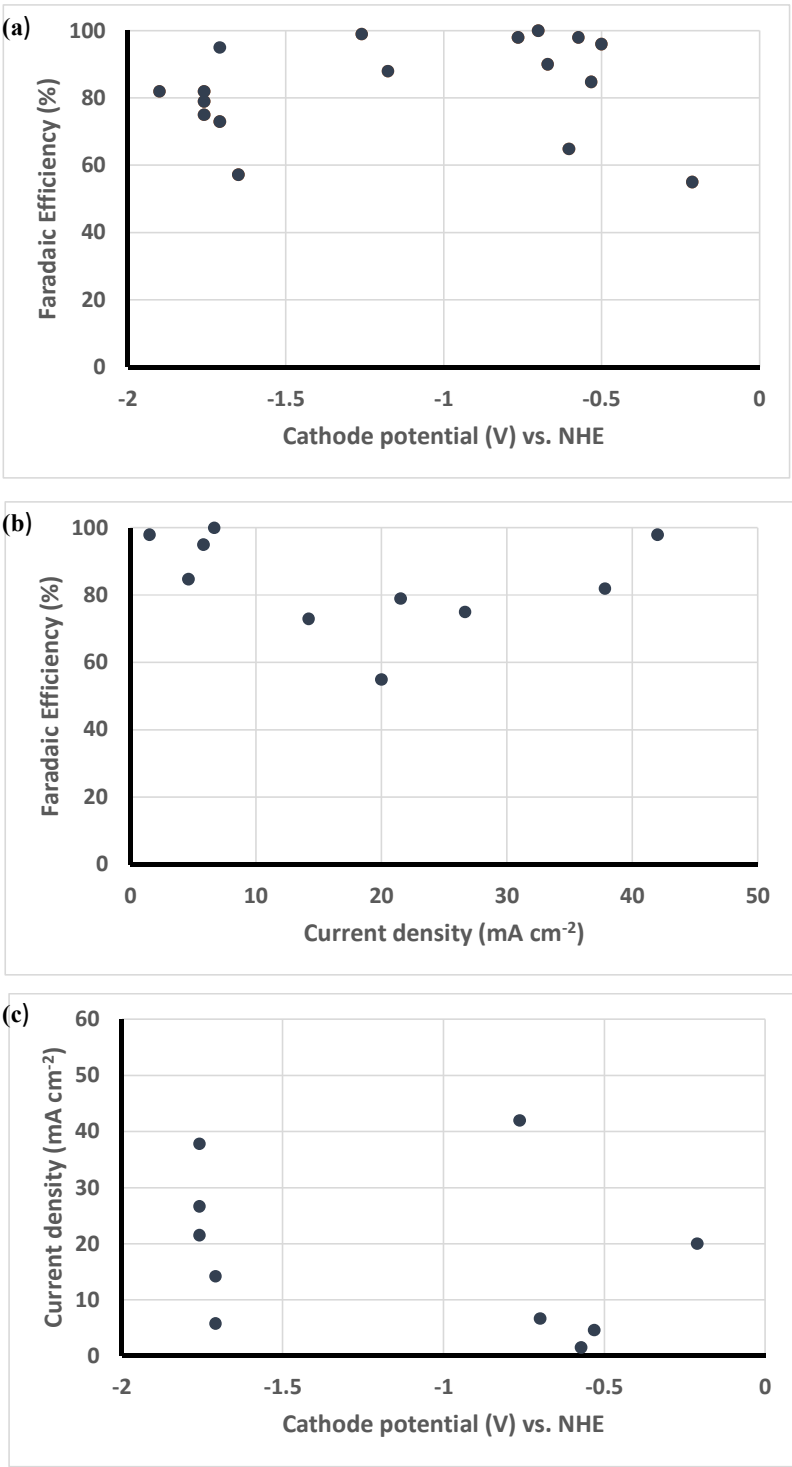 (a)
100
80
60
40
20
0
Faradaic Efficiency (%)
-2 -1.5 -1 -0.5 0
Cathode potential (V) vs. NHE
(b)
100
80
60
40
20
0
Faradaic Efficiency (%)
0 10 20 30 40 50
Current density (mA cm⁻²)
(c)
60
50
40
30
20
10
0
Current density (mA cm⁻²)
-2 -1.5 -1 -0.5 0
Cathode potential (V) vs. NHE